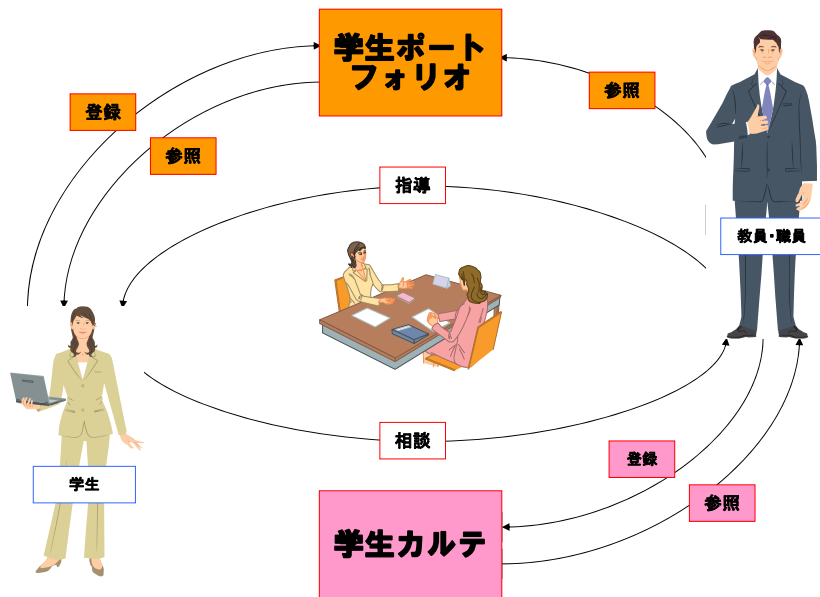 学生ポート
フォリオ
登録
参照
参照
指導
教員・職員
相談
登録
学生
参照
学生カルテ